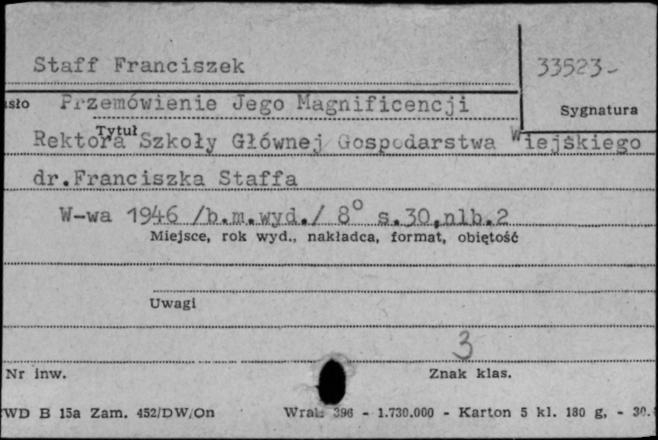 Staff Franciszek
33523-
sło Przemówienie Jego Magnificencji
Sygnatura
Tytuł
Rektora Szkoły Głównej Gospodarstwa Wiejskiego
dr.Franciszka Staffa
W-wa 1946 /b.m.wyd./ 8° s.30,nlb.2
Miejsce, rok wyd., nakładca, format, obiętość
Uwagi
3
Nr inw.
Znak klas.
WD B 15a Zam. 452/DW/On 396 - 1.730.000 - Karton 5 kl. 180 g, - 30.